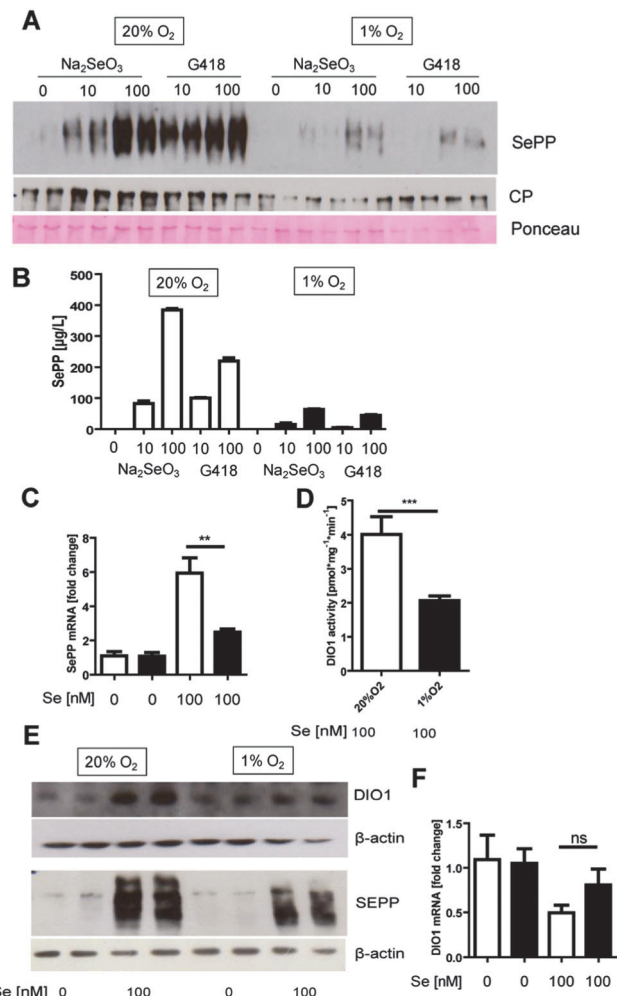 A
20% O₂
1% O₂
Na₂SeO₃
G418
Na₂SeO₃
G418
0 10 100 10 100 0 10 100 10 100
SePP
CP
Ponceau
B
SePP [µg/L]
500
400
300
200
100
0
20% O₂
1% O₂
0 10 100 10 100 0 10 100 10 100
Na₂SeO₃ G418 Na₂SeO₃ G418
C
SePP mRNA [fold change]
8
6
4
2
0
**
Se [nM] 0 0 100 100
D
DIO1 activity [pmol*mg⁻¹*min⁻¹]
5
4
3
2
1
0
***
20%O2
1%O2
Se [nM] 100 100
E
20% O₂
1% O₂
DIO1
β-actin
SEPP
β-actin
Se [nM] 0 100 0 100
F
DIO1 mRNA [fold change]
1.5
1.0
0.5
0.0
ns
Se [nM] 0 0 100 100